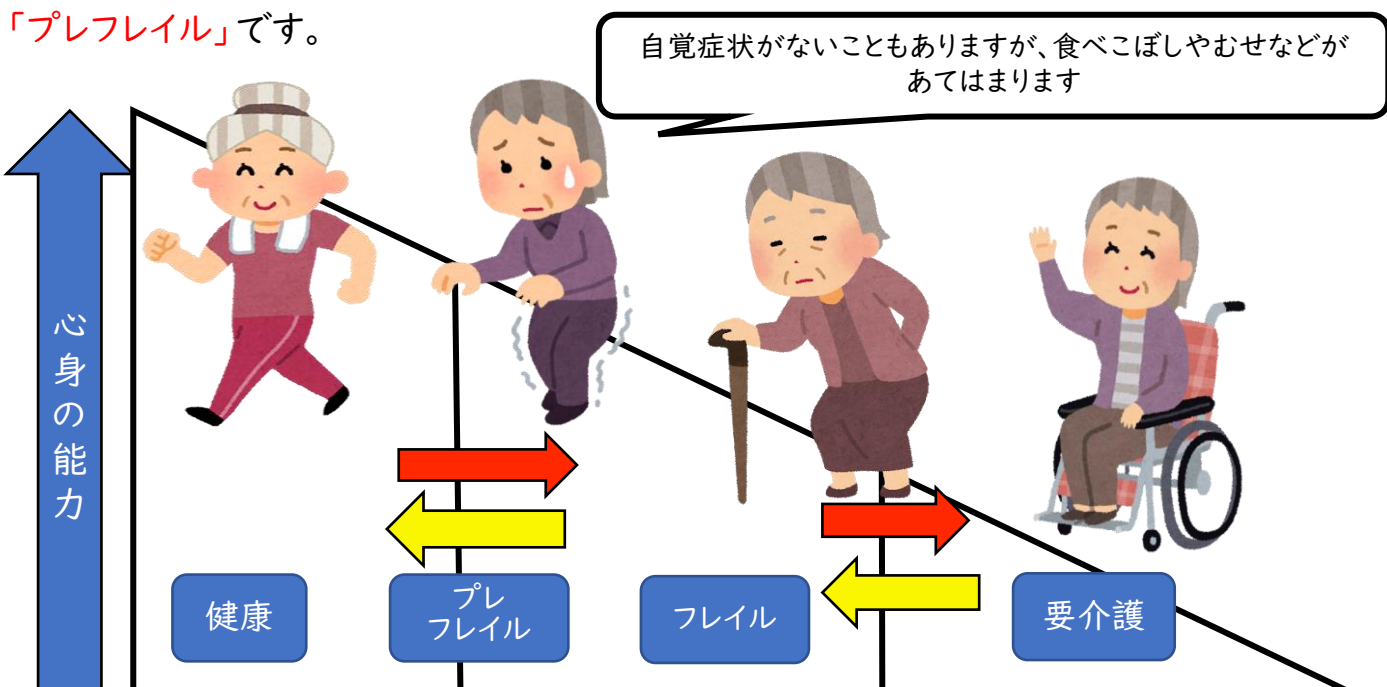 「プレフレイル」です。
自覚症状がないこともありますが、食べこぼしやむせなどが
あてはまります
心身の能力
健康
プレ
フレイル
フレイル
要介護